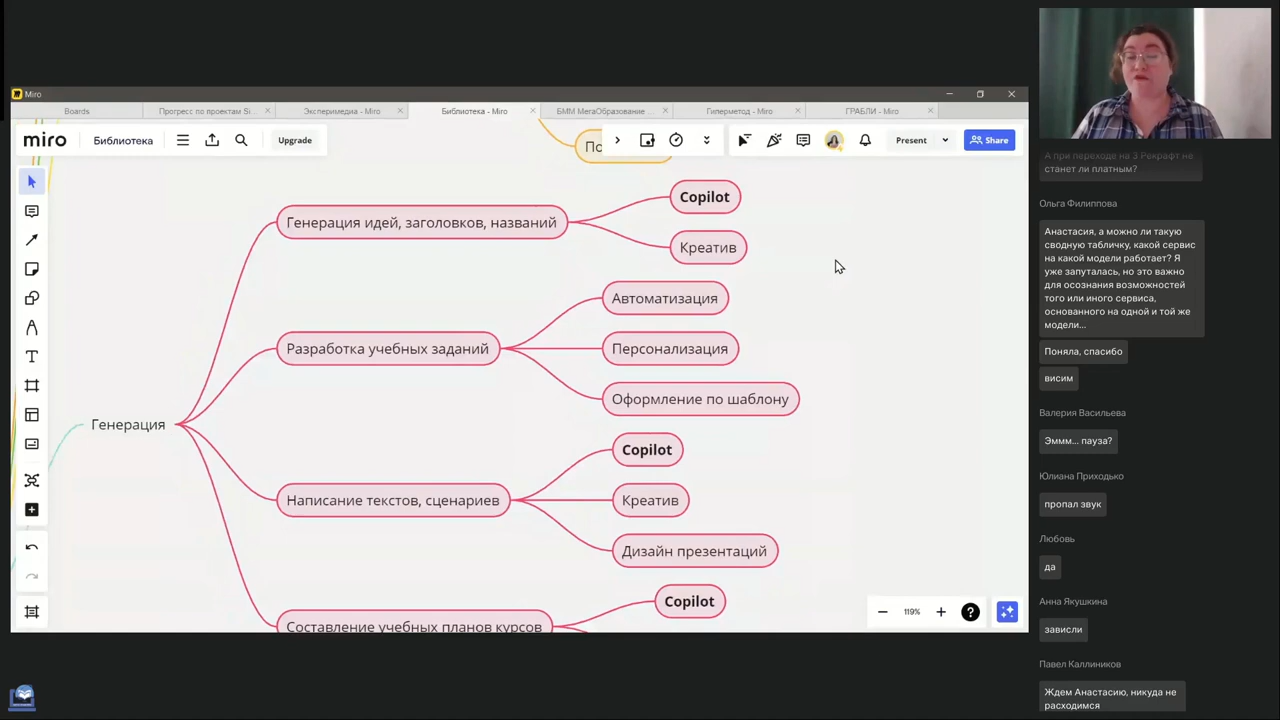 Miro
Boards
Прогресс по проектам Si...
Эксперимедиа - Miro
Библиотека - Miro
БММ МегаОбразование ...
Гиперметод - Miro
ГРАБЛИ - Miro
miro
Библиотека
Upgrade
По
Present
Share
Copilot
Генерация идей, заголовков, названий
Креатив
Автоматизация
Разработка учебных заданий
Персонализация
Оформление по шаблону
Генерация
Copilot
Написание текстов, сценариев
Креатив
Дизайн презентаций
Copilot
Составление учебных планов курсов
119%
А при переходе на 3 Рекрафт не
станет ли платным?
Ольга Филиппова
Анастасия, а можно ли такую
сводную табличку, какой сервис
на какой модели работает? Я
уже запуталась, но это важно
для осознания возможностей
того или иного сервиса,
основанного на одной и той же
модели...
Поняла, спасибо
висим
Валерия Васильева
Эммм... пауза?
Юлиана Приходько
пропал звук
Любовь
да
Анна Якушкина
зависли
Павел Каллиников
Ждем Анастасию, никуда не
расходимся